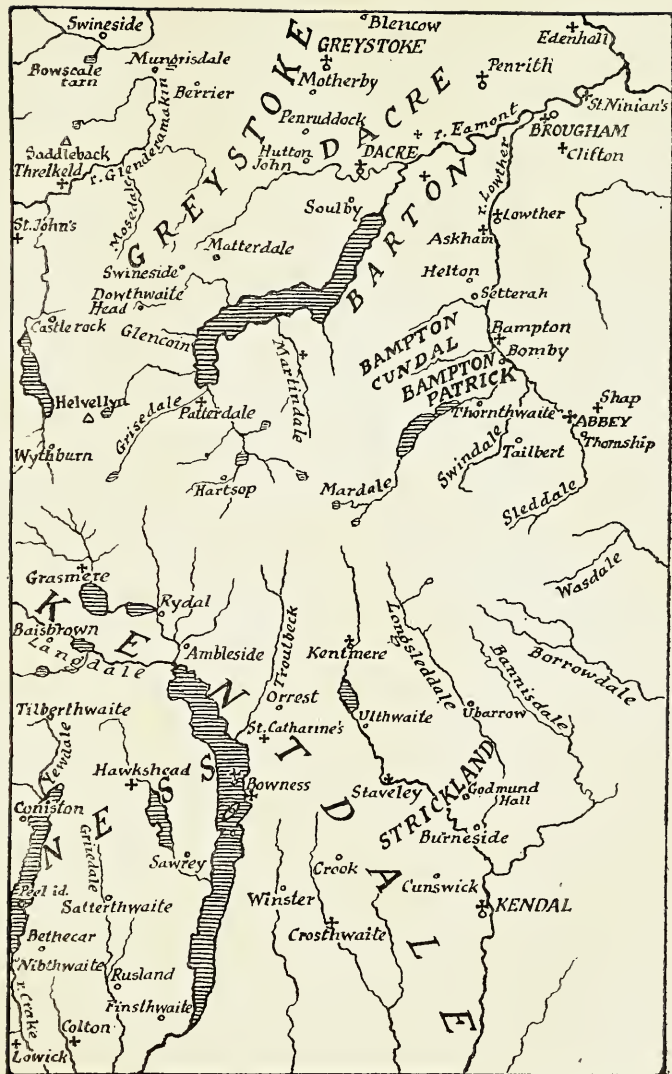 Swineside
Blencow
GREYSTOKE
Edenhall
Bowscale
tarn
Mungrisdale
Berrier
Motherby
Penrith
GREYSTOKE
DACRE
St. Ninian's
Penruddock
r. Eamont
BROUGHAM
Clifton
Saddleback
Threlkeld
r. Glenderamakin
Hutton
John
DACRE
BARTON
r. Lowther
St. John's
Mosedale
Soulby
Lowther
Askham
Matterdale
Swineside
Helton
Dowthwaite
Head
Setterah
Castle rock
Glencoin
Martindale
BAMPTON
CUNDAL
Bampton
Bomby
BAMPTON
PATRICK
Helvellyn
Grisedale
Patterdale
Thornthwaite
Shap
ABBEY
Thornship
Wythburn
Hartsop
Mardale
Swindale
Tailbert
Sleddale
Wasdale
Grasmere
Rydal
KENTDALE
Baisbrown
Langdale
Ambleside
Troutbeck
Kentmere
Longsleddale
Bannisdale
Borrowdale
Tilberthwaite
Orrest
St. Catharine's
Ulthwaite
Ubarrow
Yewdale
Hawkshead
Bowness
Staveley
STRICKLAND
Godmund
Hall
NESS
Coniston
Burneside
Grisedale
Sawrey
Crook
Cunswick
Peel id.
Satterthwaite
Winster
KENDAL
Bethecar
Crosthwaite
Nibthwaite
Rusland
r. Crake
Finsthwaite
Colton
Lowick